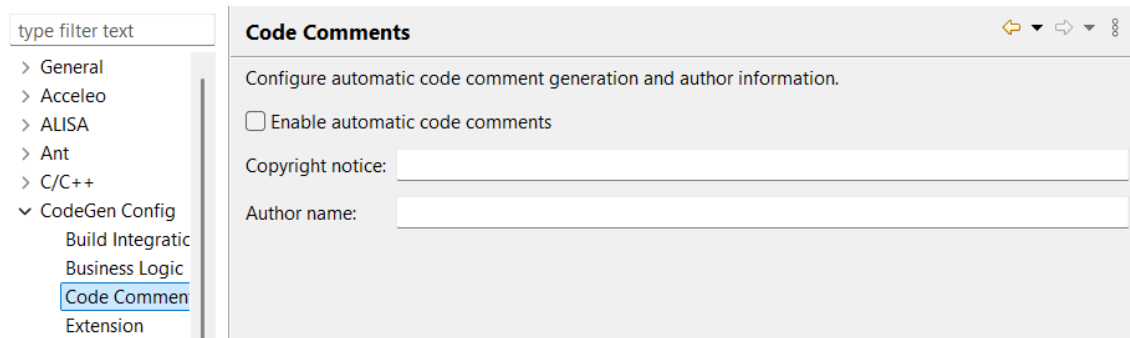 type filter text
General
Acceleo
ALISA
Ant
C/C++
CodeGen Config
Build Integratic
Business Logic
Code Commen
Extension
Code Comments
Configure automatic code comment generation and author information.
Enable automatic code comments
Copyright notice:
Author name: